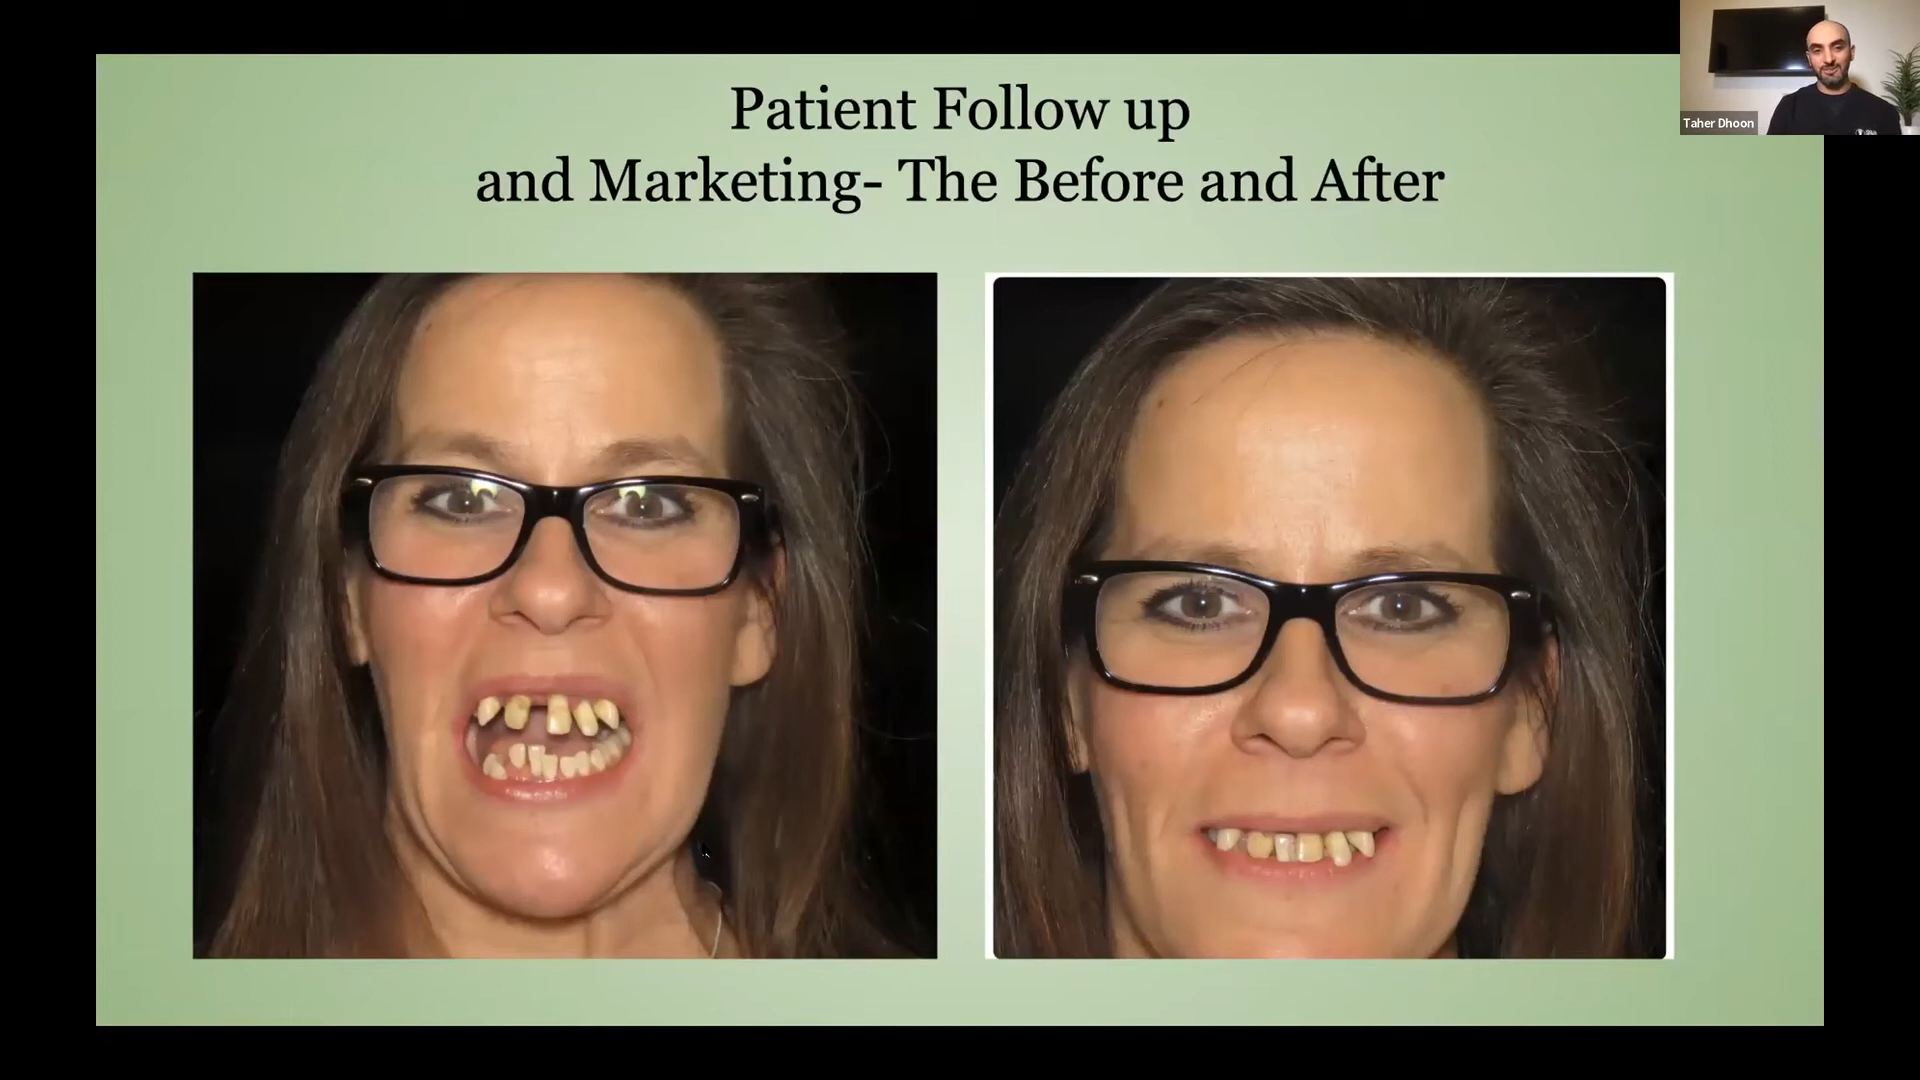 Patient Follow up
and Marketing- The Before and After
Taher Dhoon